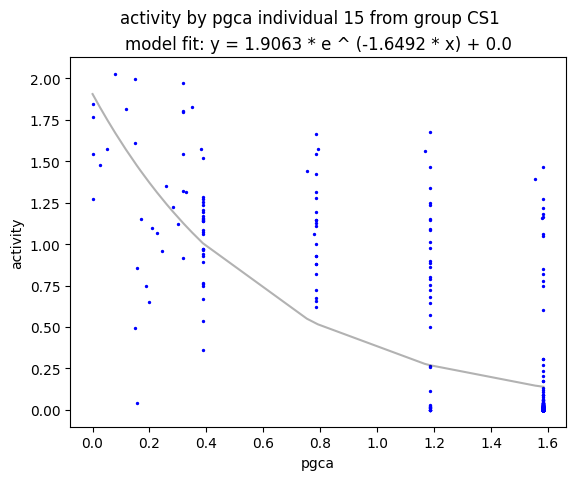 activity by pgca individual 15 from group CS1
model fit: y = 1.9063 * e ^ (-1.6492 * x) + 0.0
2.00
1.75
1.50
1.25
1.00
0.75
0.50
0.25
0.00
activity
0.0 0.2 0.4 0.6 0.8 1.0 1.2 1.4 1.6
pgca